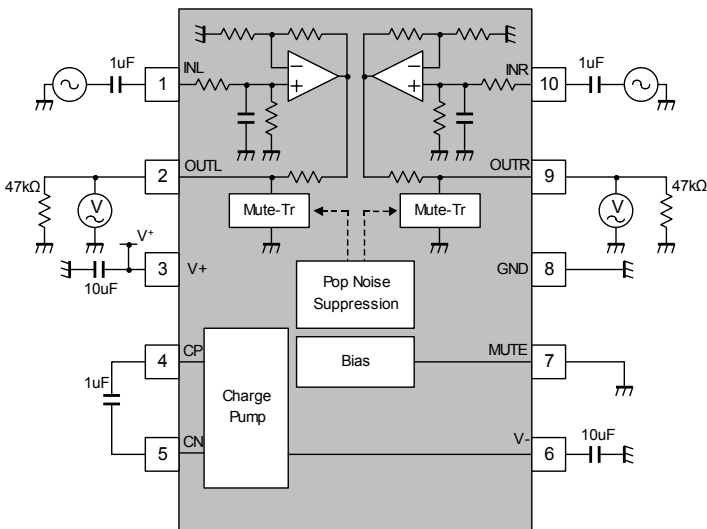 1uF
1
INL
INR
10
1uF
−
+
−
+
47kΩ
2
OUTL
OUTR
9
47kΩ
V
Mute-Tr
Mute-Tr
V
V+
3
V+
10uF
Pop Noise
Suppression
GND
8
4
CP
Bias
MUTE
7
1uF
Charge
Pump
5
CN
V-
6
10uF